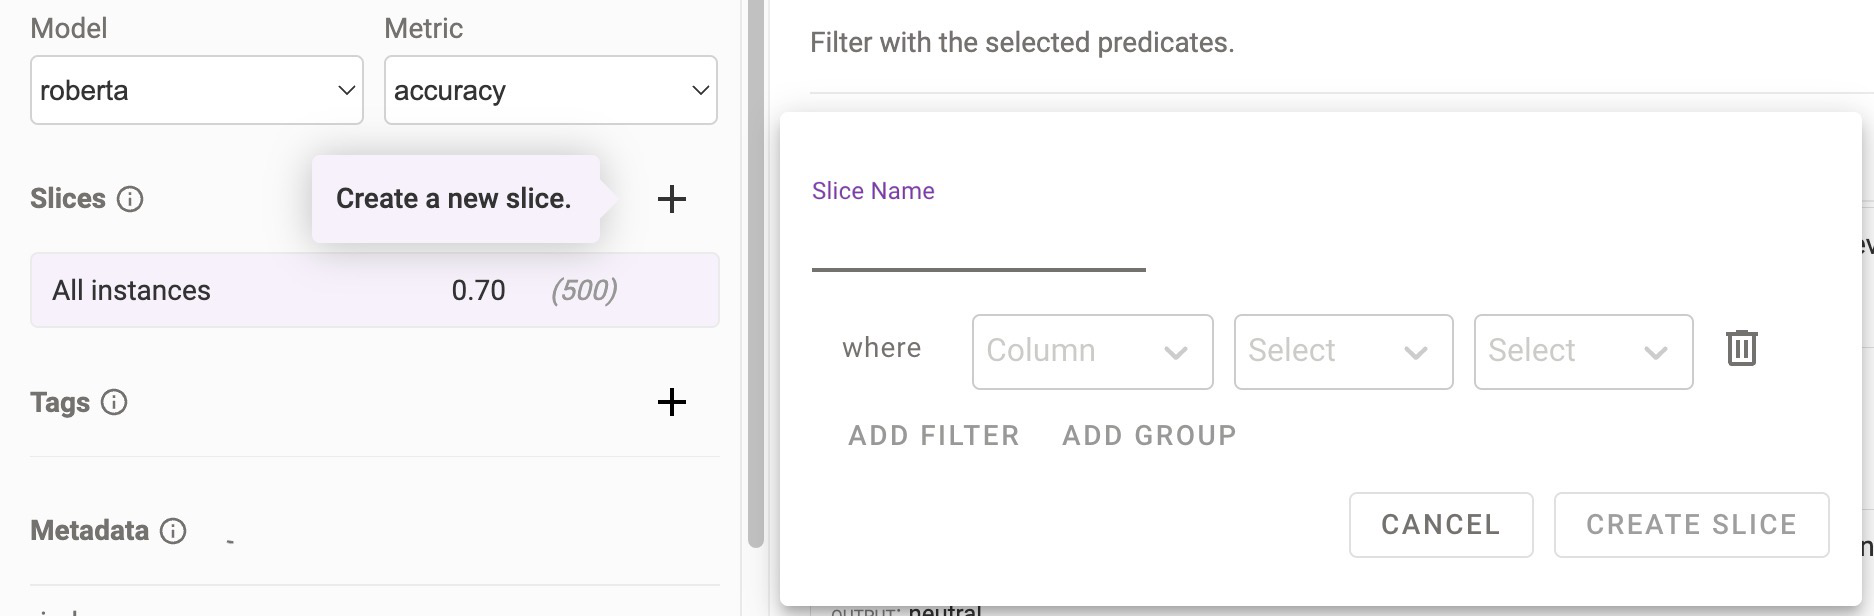 Model
Metric
roberta
accuracy
Slices
Create a new slice.
All instances 0.70 (500)
Tags
Metadata
Filter with the selected predicates.
Slice Name
where Column Select Select
ADD FILTER ADD GROUP
CANCEL CREATE SLICE
OUTPUT: neutral